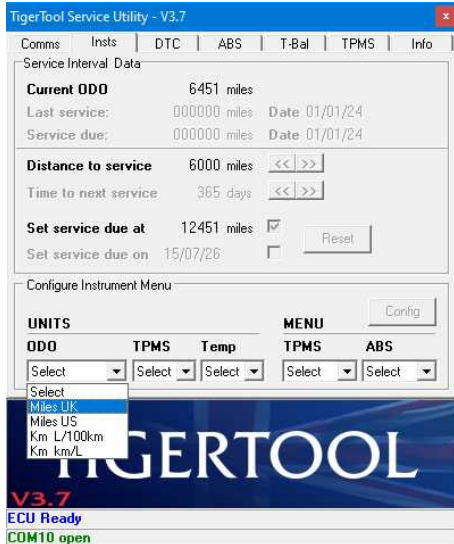 TigerTool Service Utility - V3.7 x
Comms Insts DTC ABS T-Bal TPMS Info
Service Interval Data
Current ODO 6451 miles
Last service: 000000 miles Date 01/01/24
Service due: 000000 miles Date 01/01/24
Distance to service 6000 miles << >>
Time to next service 365 days << >>
Set service due at 12451 miles
Reset
Set service due on 15/07/26
Configure Instrument Menu
Config
UNITS MENU
ODO TPMS Temp TPMS ABS
Select Select Select Select Select
Select
Miles UK
Miles US
Km L/100km
Km km/L
TIGERTOOL
V3.7
ECU Ready
COM10 open